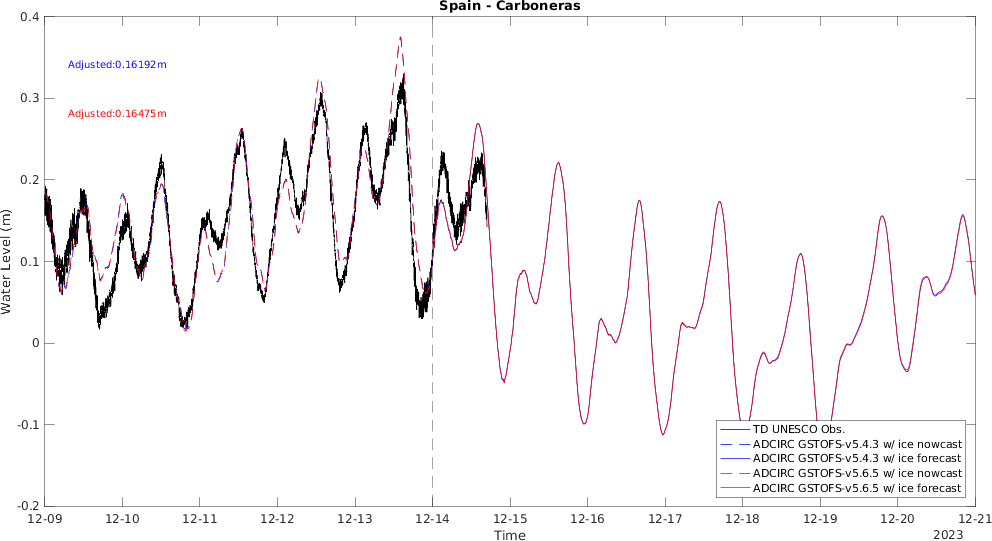 Spain - Carboneras
0.4
0.3
0.2
0.1
0
-0.1
-0.2
Water Level (m)
Adjusted:0.16192m
Adjusted:0.16475m
TD UNESCO Obs.
ADCIRC GSTOFS-v5.4.3 w/ ice nowcast
ADCIRC GSTOFS-v5.4.3 w/ ice forecast
ADCIRC GSTOFS-v5.6.5 w/ ice nowcast
ADCIRC GSTOFS-v5.6.5 w/ ice forecast
12-09 12-10 12-11 12-12 12-13 12-14 12-15 12-16 12-17 12-18 12-19 12-20 12-21
Time
2023